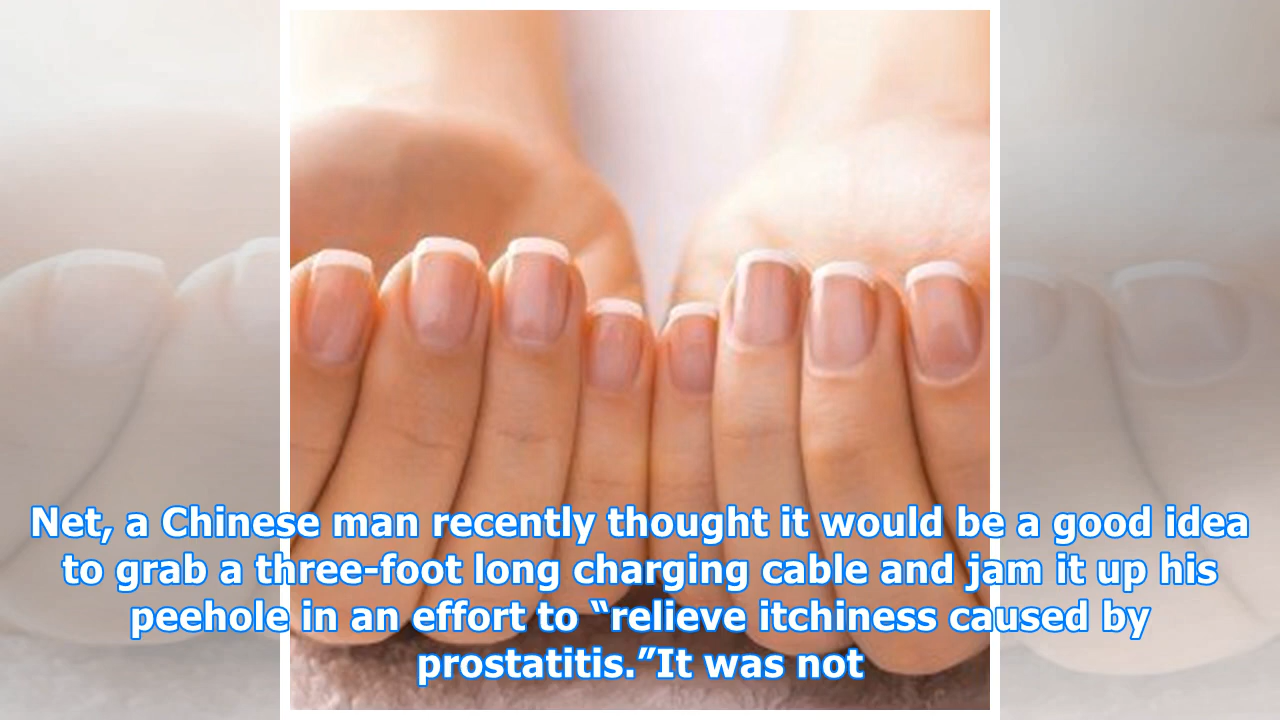 Net, a Chinese man recently thought it would be a good idea
to grab a three-foot long charging cable and jam it up his
peehole in an effort to “relieve itchiness caused by
prostatitis.”It was not